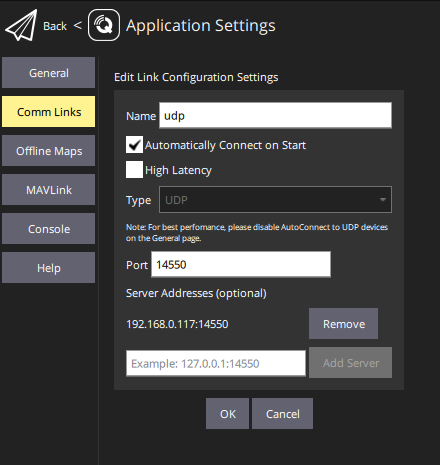 Back < Application Settings
General
Comm Links
Offline Maps
MAVLink
Console
Help
Edit Link Configuration Settings
Name udp
Automatically Connect on Start
High Latency
Type UDP
Note: For best perfomance, please disable AutoConnect to UDP devices
on the General page.
Port 14550
Server Addresses (optional)
192.168.0.117:14550 Remove
Example: 127.0.0.1:14550 Add Server
OK Cancel